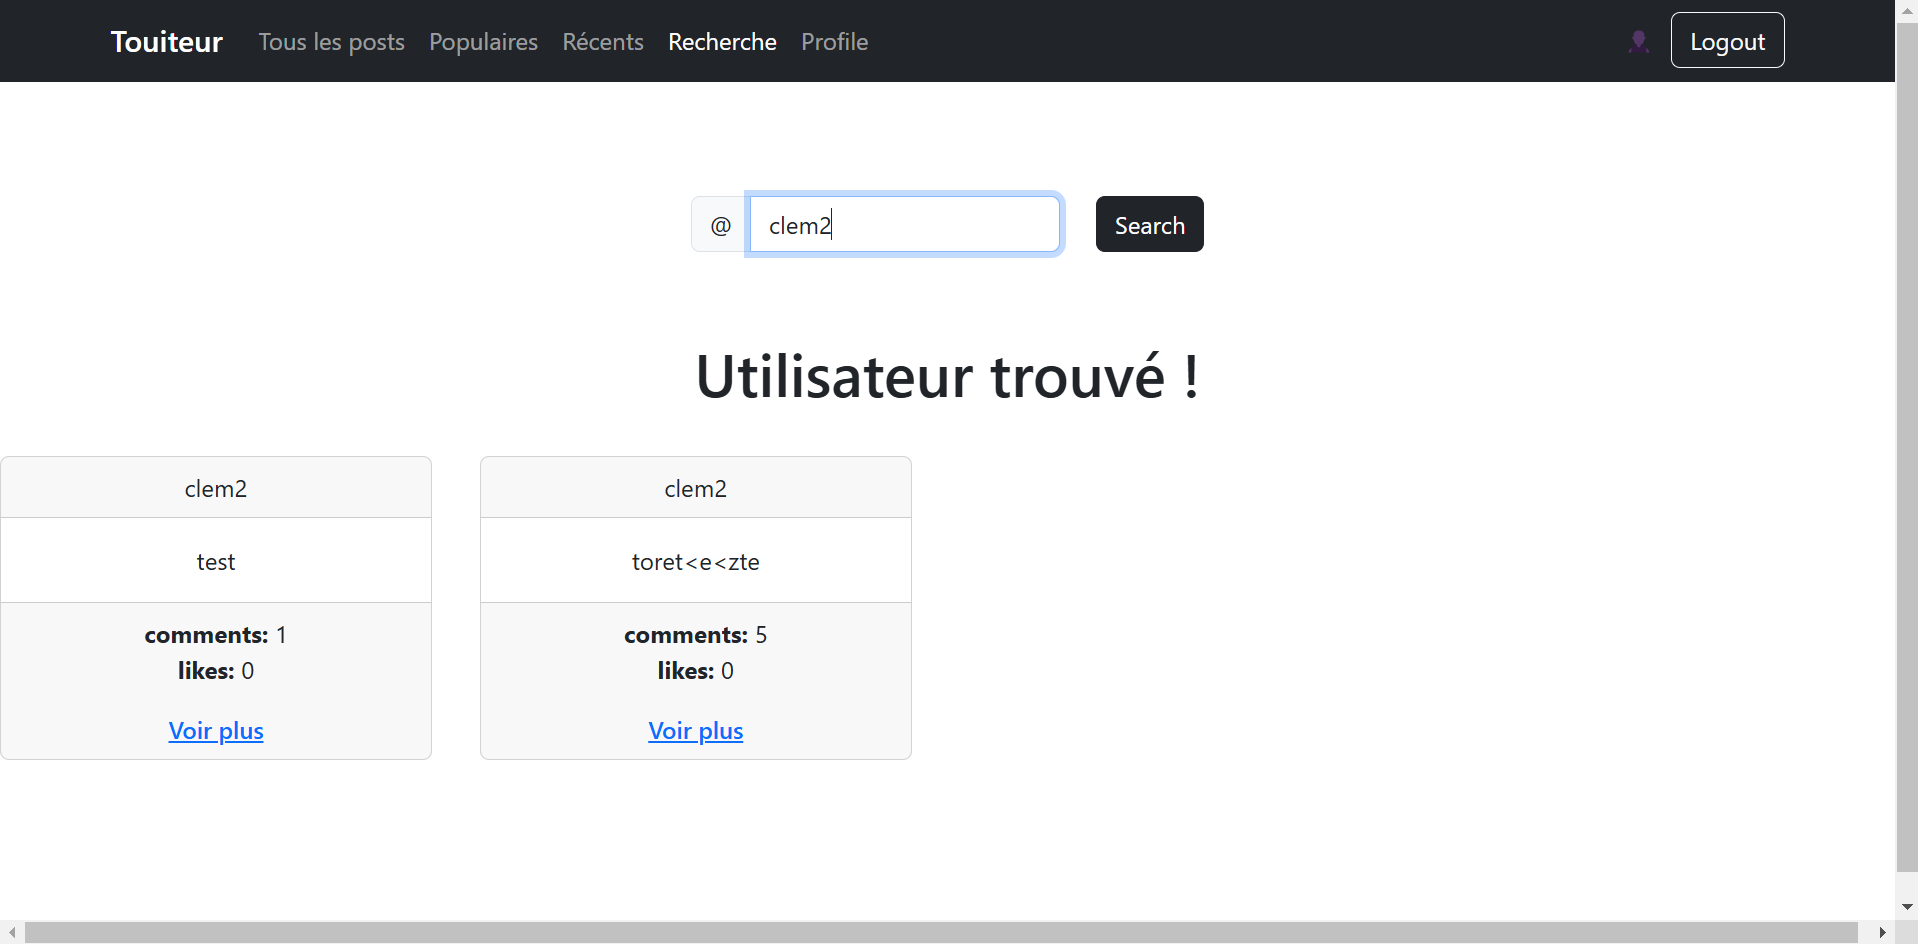 Touiteur Tous les posts Populaires Récents Recherche Profile Logout
@ clem2 Search
Utilisateur trouvé !
clem2 clem2
test toret<e<zte
comments: 1 comments: 5
likes: 0 likes: 0
Voir plus Voir plus